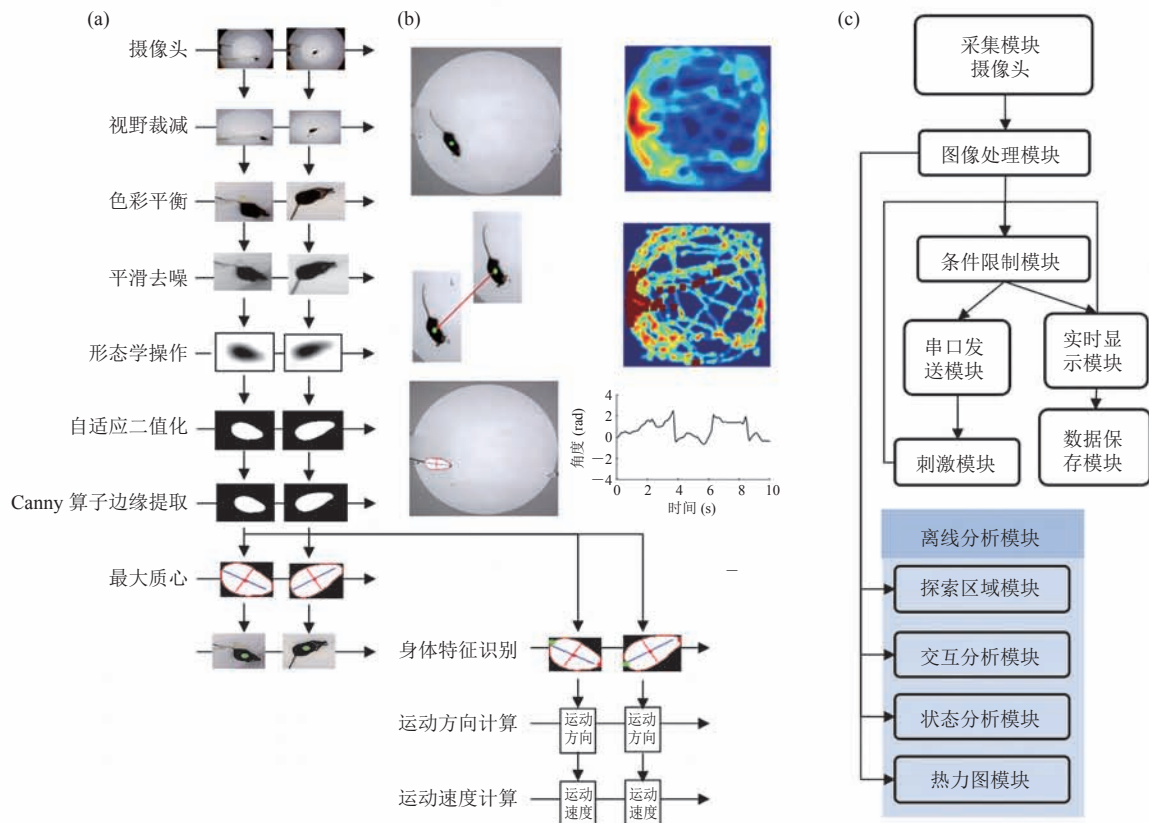 (a)
摄像头
视野裁减
色彩平衡
平滑去噪
形态学操作
自适应二值化
Canny 算子边缘提取
最大质心
(b)
4
2
0
−2
−4
角度 (rad)
0 2 4 6 8 10
时间 (s)
身体特征识别
运动方向计算
运动
方向
运动
方向
运动速度计算
运动
速度
运动
速度
(c)
采集模块
摄像头
图像处理模块
条件限制模块
串口发
送模块
实时显
示模块
刺激模块
数据保
存模块
离线分析模块
探索区域模块
交互分析模块
状态分析模块
热力图模块